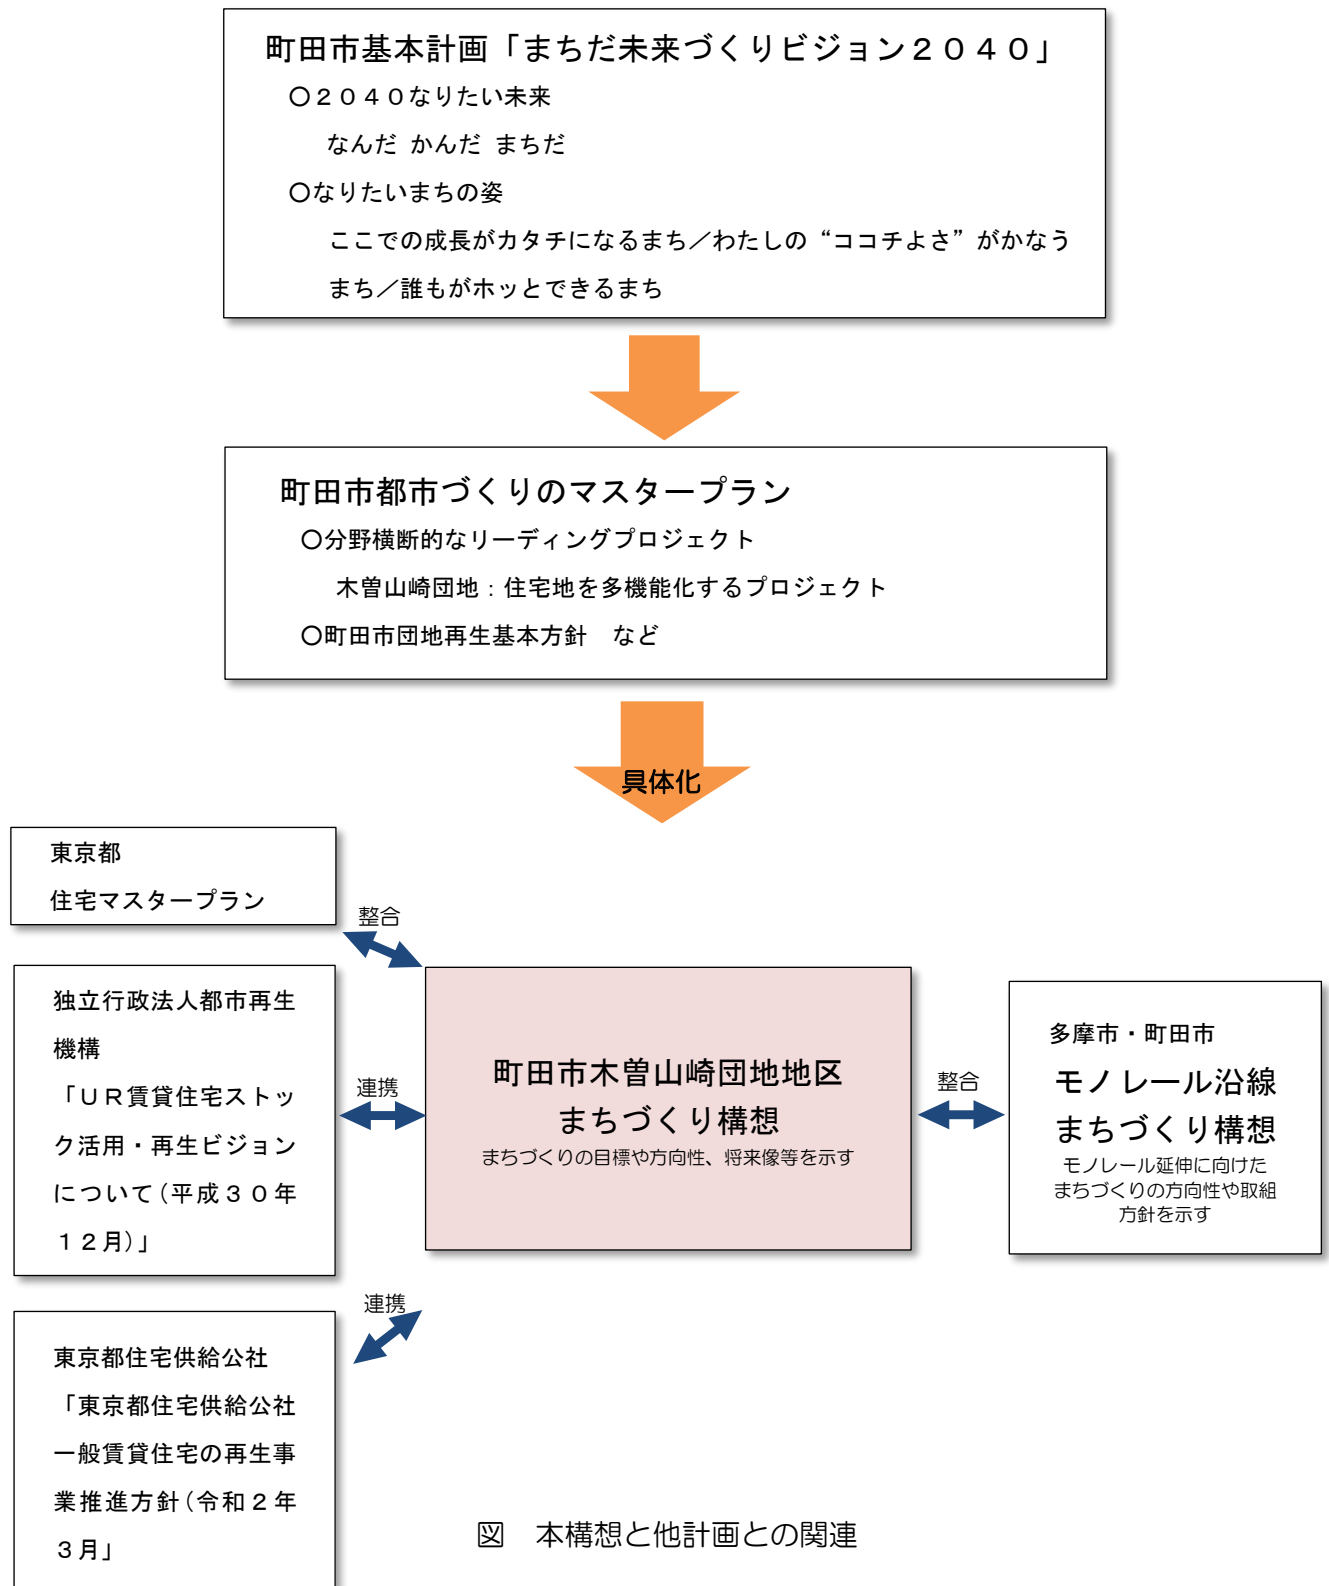 町田市基本計画「まちだ未来づくりビジョン２０４０」
〇２０４０なりたい未来
なんだ かんだ まちだ
〇なりたいまちの姿
ここでの成長がカタチになるまち／わたしの“ココチよさ”がかなう
まち／誰もがホッとできるまち
町田市都市づくりのマスタープラン
〇分野横断的なリーディングプロジェクト
木曽山崎団地：住宅地を多機能化するプロジェクト
〇町田市団地再生基本方針　など
具体化
東京都
住宅マスタープラン
整合
独立行政法人都市再生
機構
「ＵＲ賃貸住宅ストッ
ク活用・再生ビジョン
について（平成３０年
１２月）」
連携
町田市木曽山崎団地地区
まちづくり構想
まちづくりの目標や方向性、将来像等を示す
整合
多摩市・町田市
モノレール沿線
まちづくり構想
モノレール延伸に向けた
まちづくりの方向性や取組
方針を示す
連携
東京都住宅供給公社
「東京都住宅供給公社
一般賃貸住宅の再生事
業推進方針（令和２年
３月」
図　本構想と他計画との関連